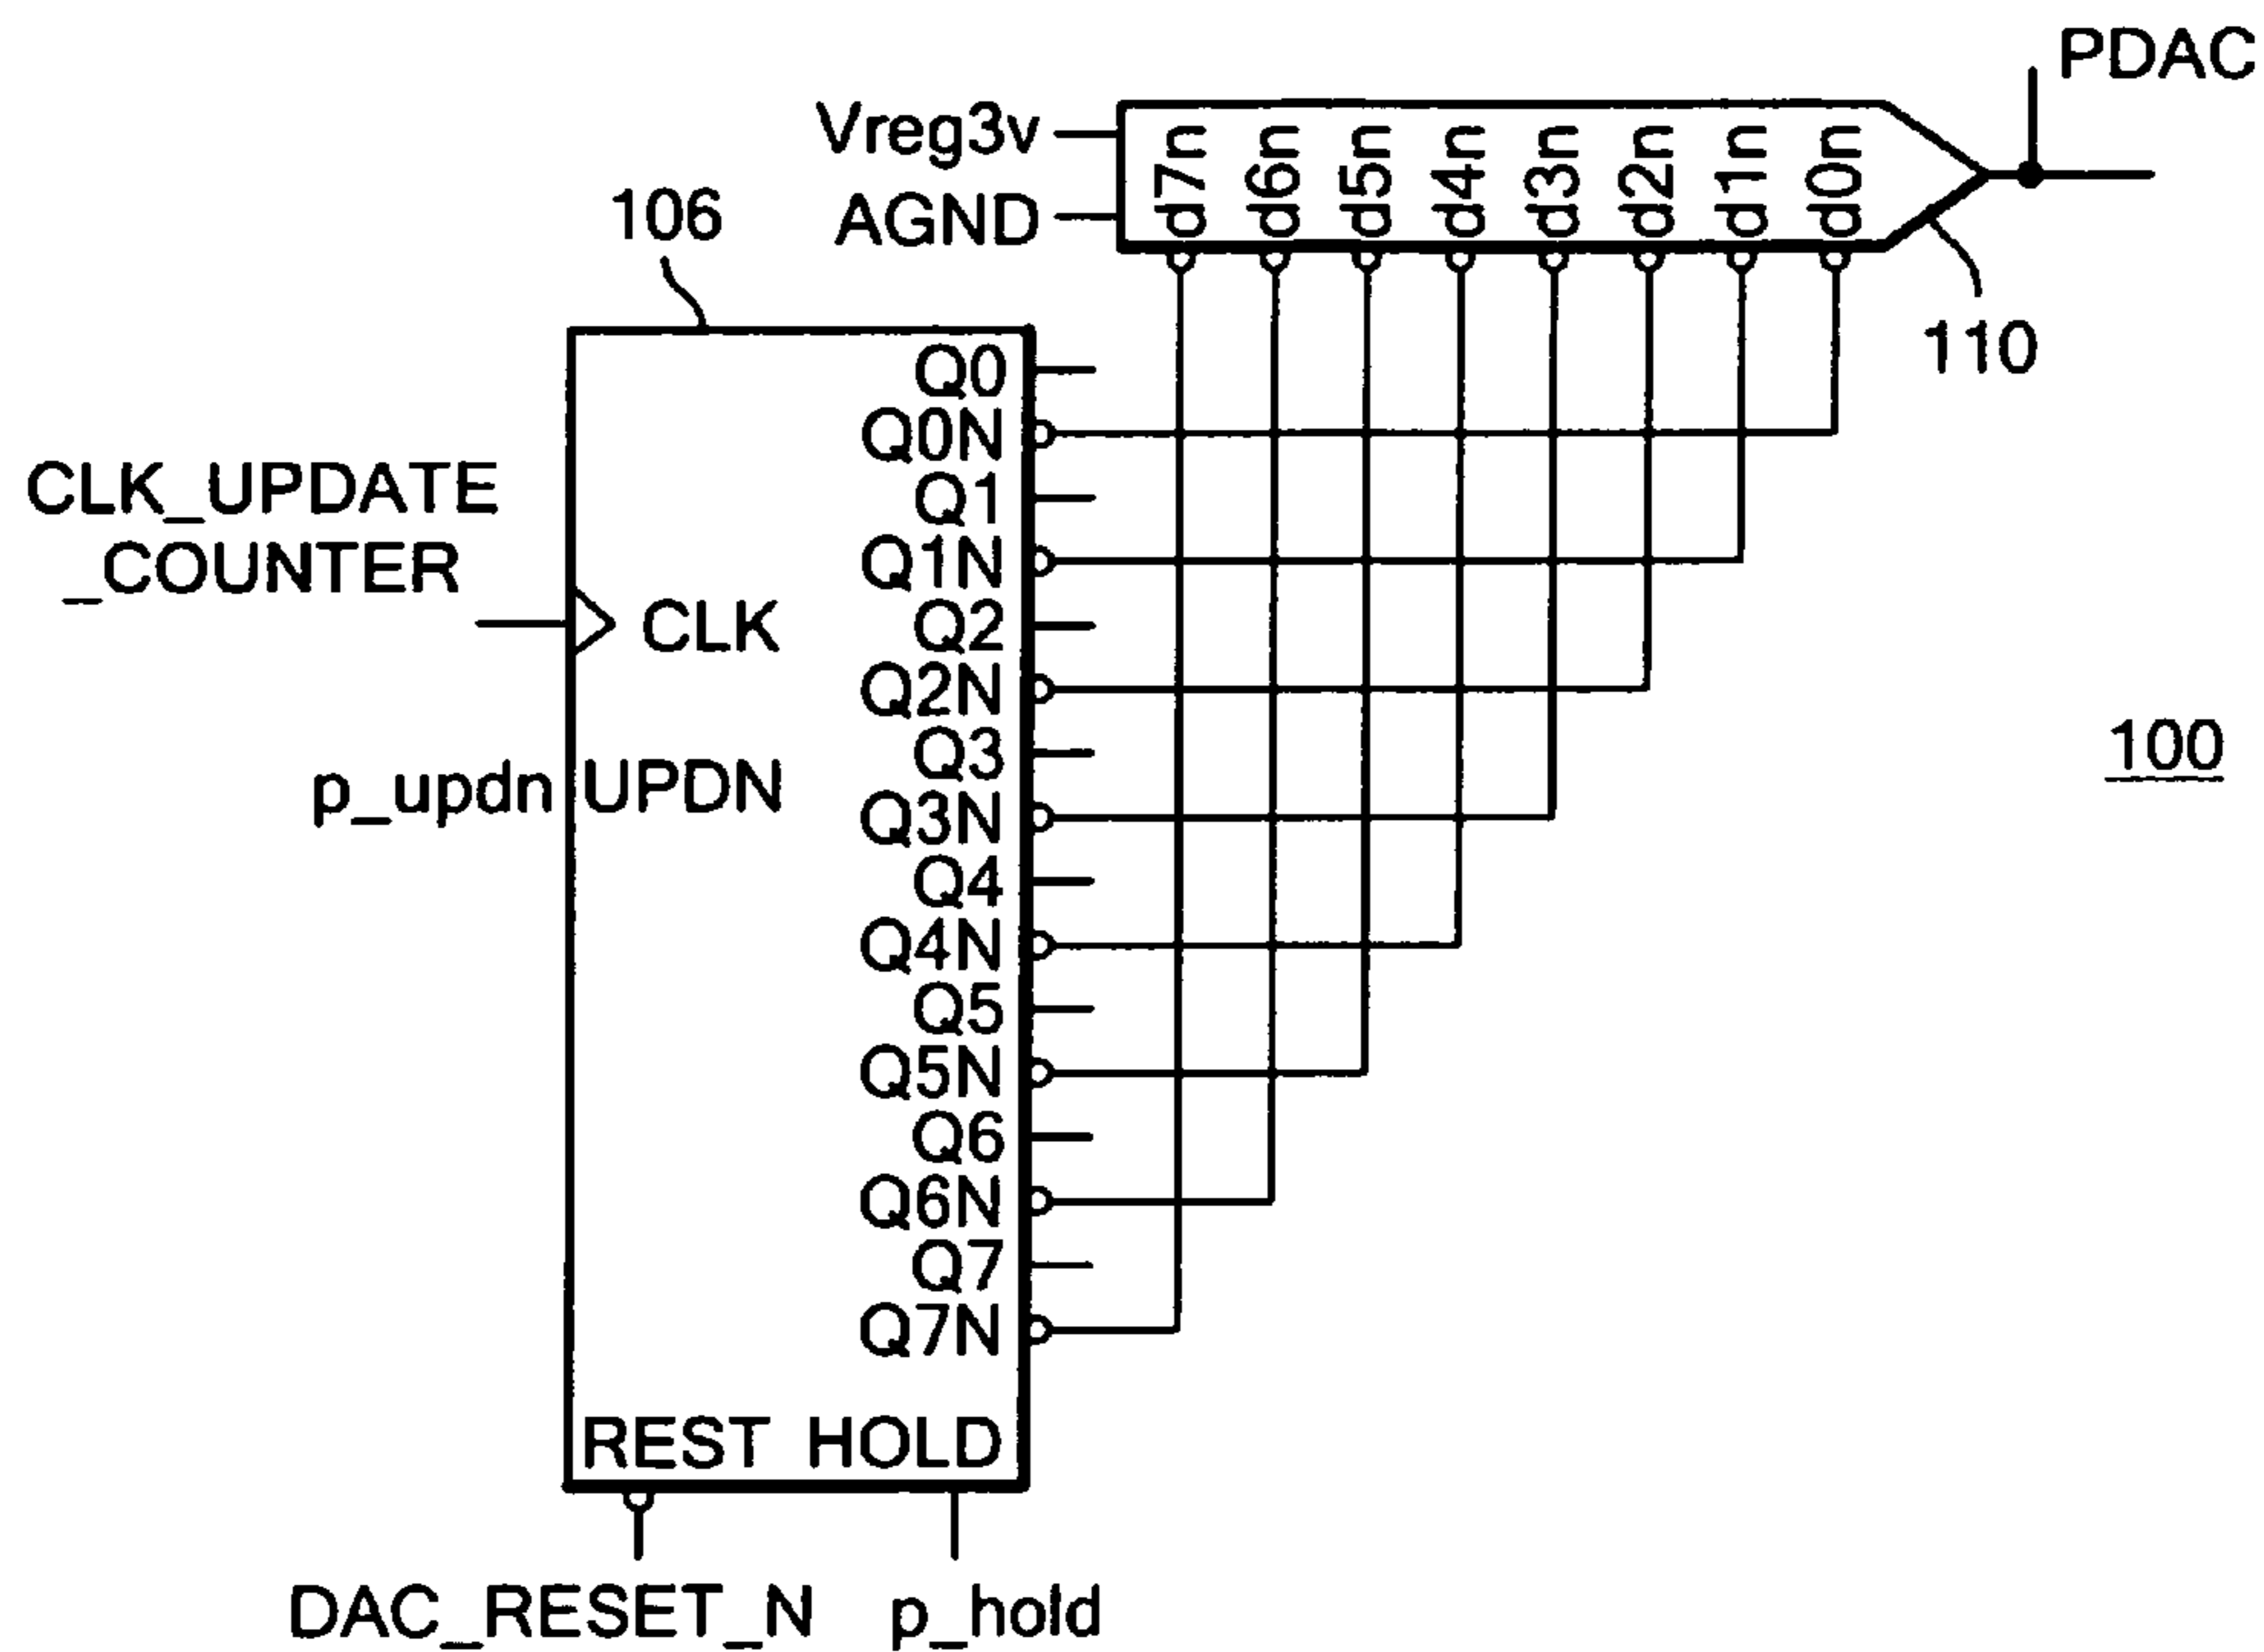 PDAC
Vreg3v
AGND
d7n
d6n
d5n
d4n
d3n
d2n
d1n
d0n
106
110
Q0
Q0N
CLK_UPDATE
_COUNTER
Q1
Q1N
CLK
Q2
Q2N
100
Q3
p_updn UPDN
Q3N
Q4
Q4N
Q5
Q5N
Q6
Q6N
Q7
Q7N
REST HOLD
DAC_RESET_N p_hold